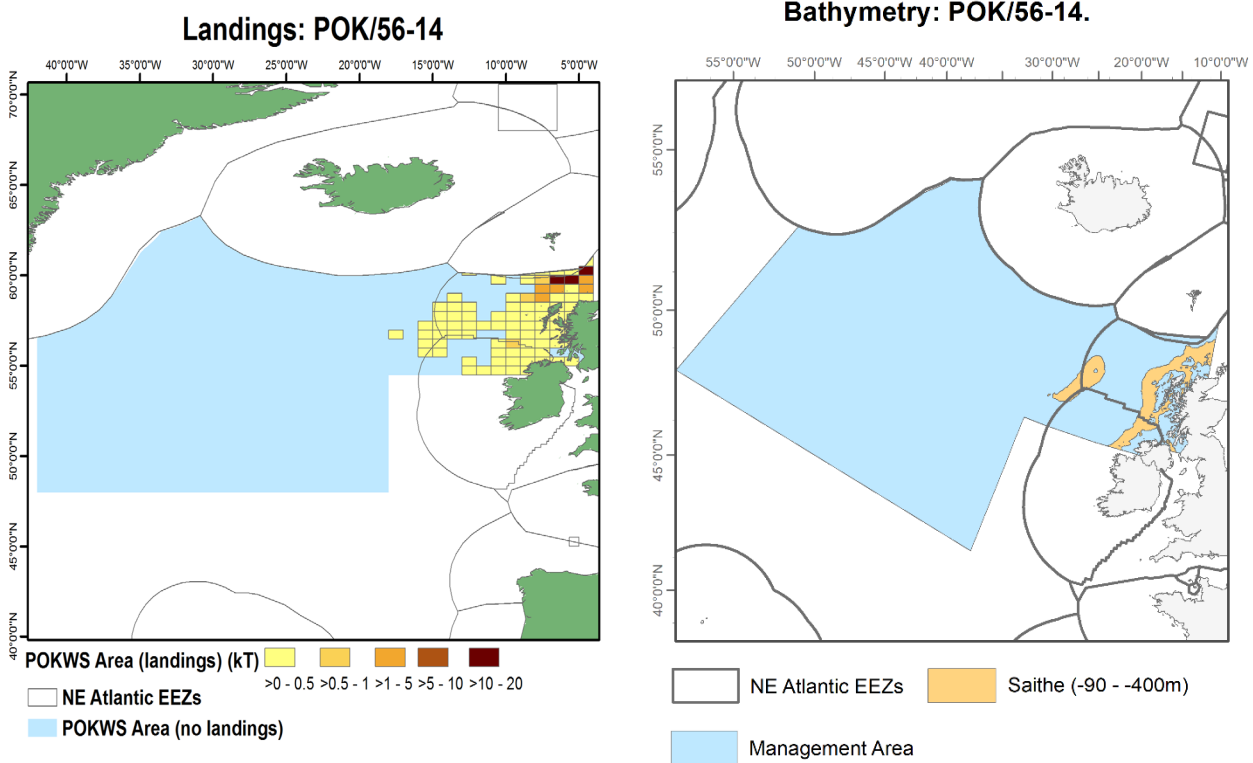 Landings: POK/56-14
40°0'0"W 35°0'0"W 30°0'0"W 25°0'0"W 20°0'0"W 15°0'0"W 10°0'0"W 5°0'0"W
70°0'0"N
65°0'0"N
60°0'0"N
55°0'0"N
50°0'0"N
45°0'0"N
40°0'0"N
POKWS Area (landings) (kT)
>0 - 0.5 >0.5 - 1 >1 - 5 >5 - 10 >10 - 20
NE Atlantic EEZs
POKWS Area (no landings)
Bathymetry: POK/56-14.
55°0'0"W 50°0'0"W 45°0'0"W 40°0'0"W 30°0'0"W 20°0'0"W 10°0'0"W 0°0'0"W
55°0'0"N
50°0'0"N
45°0'0"N
40°0'0"N
NE Atlantic EEZs
Saithe (-90 - -400m)
Management Area